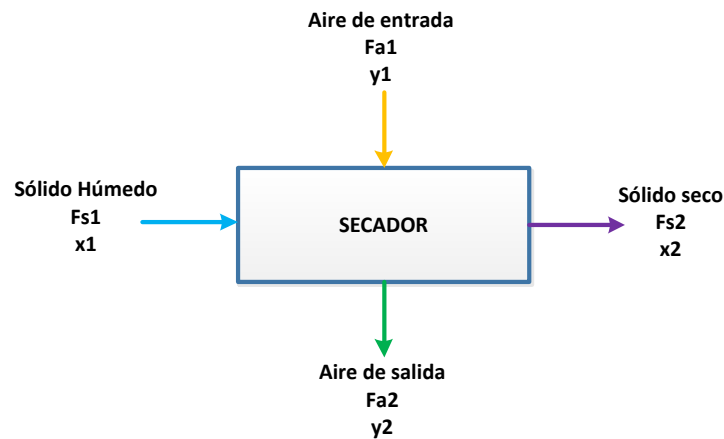 Aire de entrada
Fa1
y1
Sólido Húmedo
Fs1
x1
SECADOR
Sólido seco
Fs2
x2
Aire de salida
Fa2
y2